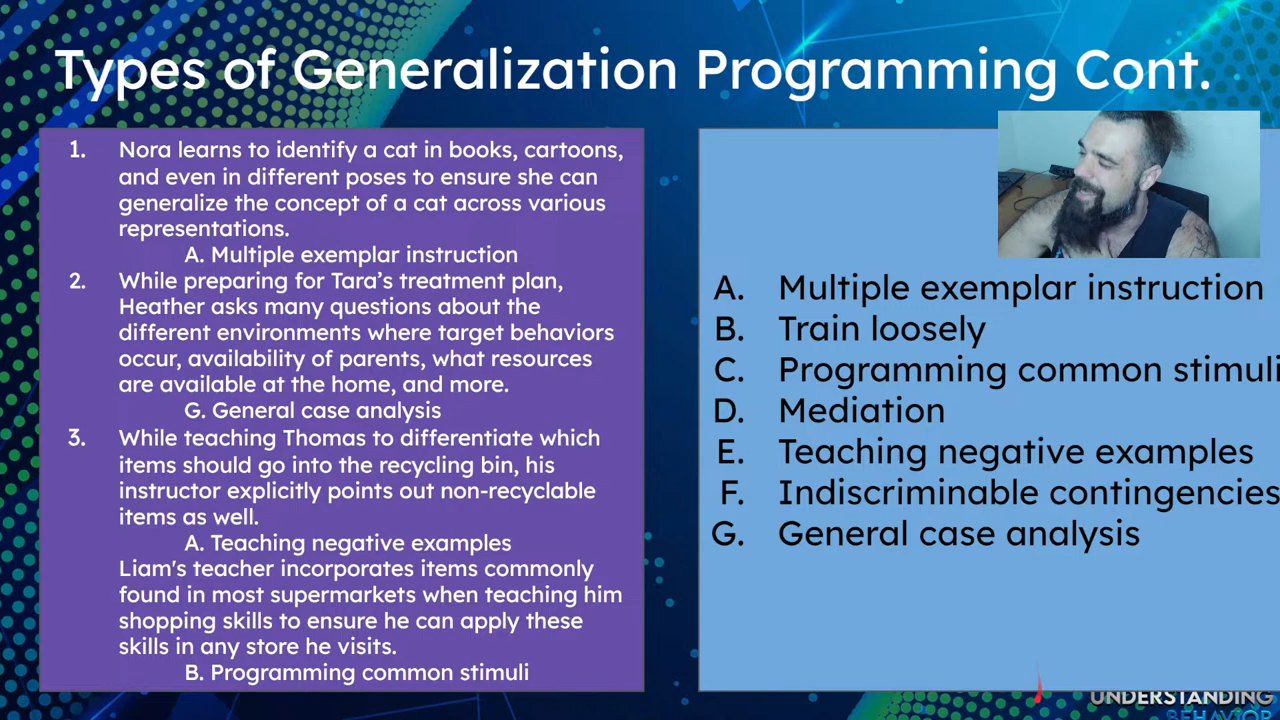 Types of Generalization Programming Cont.
1. Nora learns to identify a cat in books, cartoons,
and even in different poses to ensure she can
generalize the concept of a cat across various
representations.
A. Multiple exemplar instruction
2. While preparing for Tara's treatment plan,
Heather asks many questions about the
different environments where target behaviors
occur, availability of parents, what resources
are available at the home, and more.
G. General case analysis
3. While teaching Thomas to differentiate which
items should go into the recycling bin, his
instructor explicitly points out non-recyclable
items as well.
A. Teaching negative examples
Liam's teacher incorporates items commonly
found in most supermarkets when teaching him
shopping skills to ensure he can apply these
skills in any store he visits.
B. Programming common stimuli
A. Multiple exemplar instruction
B. Train loosely
C. Programming common stimuli
D. Mediation
E. Teaching negative examples
F. Indiscriminable contingencies
G. General case analysis
UNDERSTANDING
BEHAVIOR